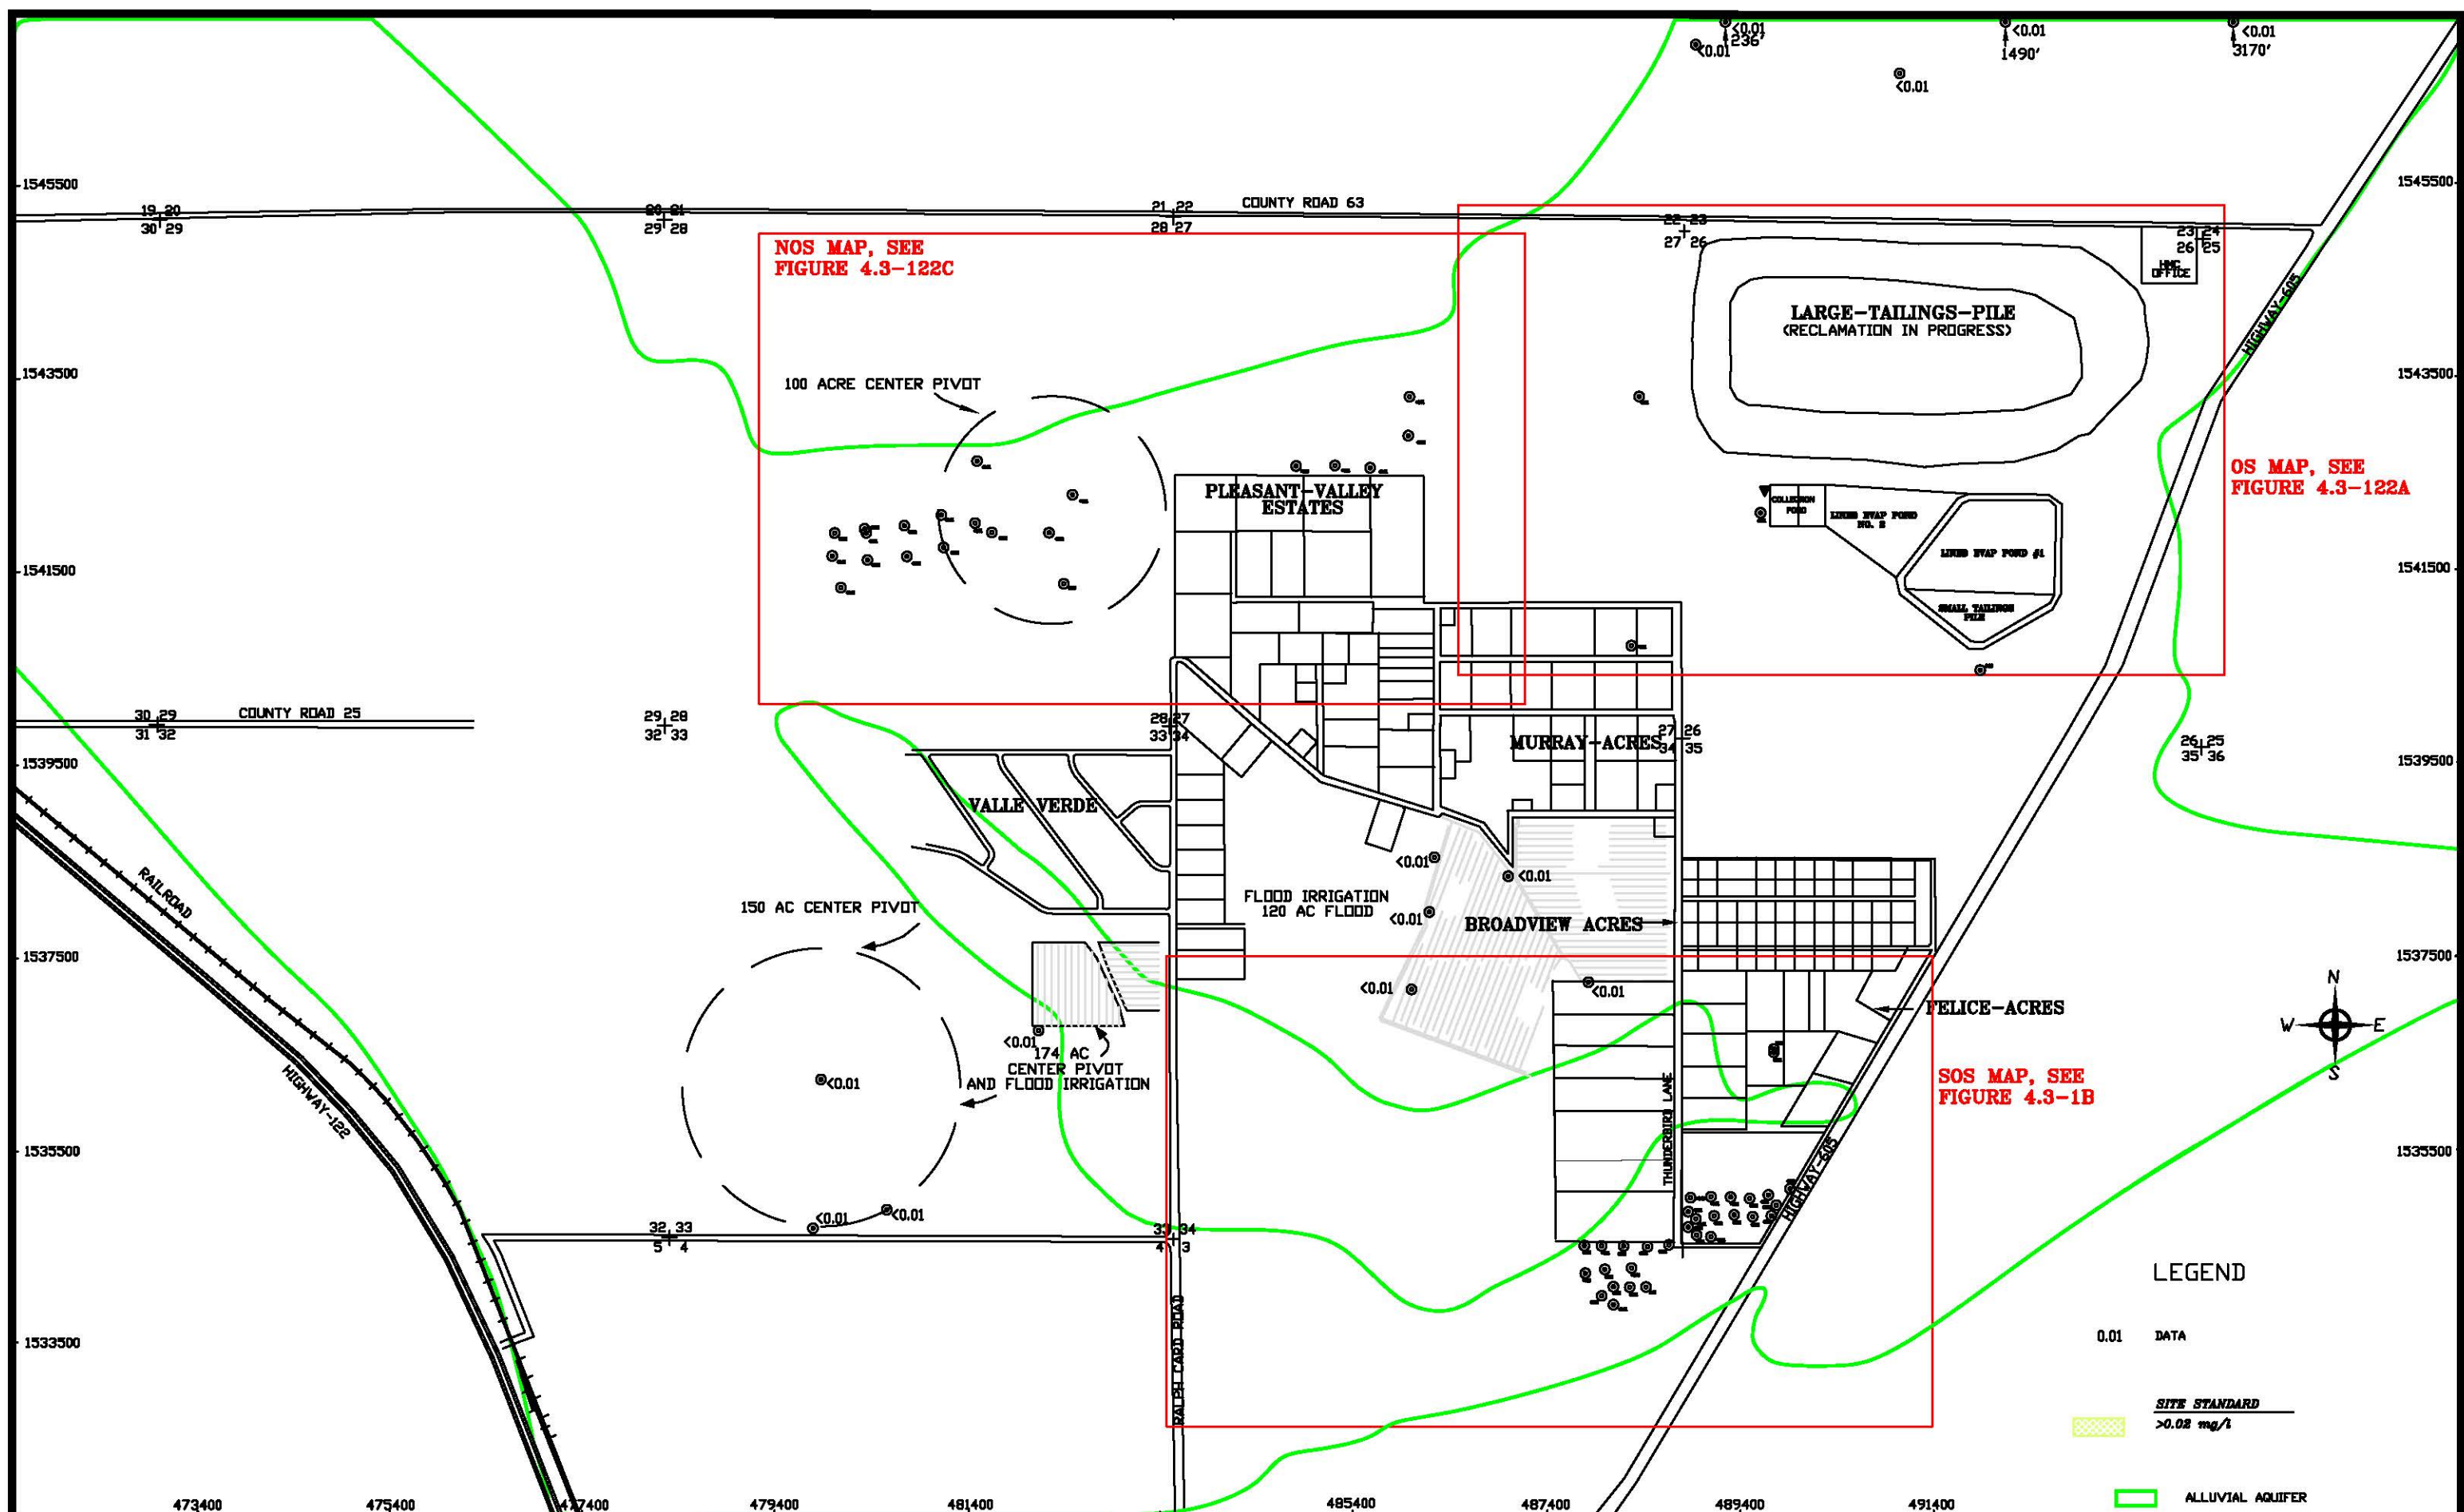 <0.01
236'
<0.01
<0.01
1490'
<0.01
3170'
<0.01
1545500
1545500
COUNTY ROAD 63
19 20
30 29
20 21
29 28
21 22
28 27
22 23
27 26
23 24
26 25
HMC
OFFICE
NOS MAP, SEE
FIGURE 4.3-122C
LARGE-TAILINGS-PILE
(RECLAMATION IN PROGRESS)
HIGHWAY-605
1543500
1543500
100 ACRE CENTER PIVOT
OS MAP, SEE
FIGURE 4.3-122A
PLEASANT-VALLEY
ESTATES
COLLECTION
POND
LINED EVAP POND
NO. 2
LINED EVAP POND #1
SMALL TAILINGS
PILE
1541500
1541500
30 29
31 32
COUNTY ROAD 25
29 28
32 33
28 27
33 34
MURRAY-ACRES
27 26
34 35
26 25
35 36
1539500
1539500
VALLE VERDE
RAILROAD
<0.01
<0.01
FLOOD IRRIGATION
120 AC FLOOD
<0.01
150 AC CENTER PIVOT
BROADVIEW ACRES
1537500
1537500
<0.01
<0.01
N
W
E
S
FELICE-ACRES
<0.01
174 AC
CENTER PIVOT
AND FLOOD IRRIGATION
<0.01
SOS MAP, SEE
FIGURE 4.3-1B
HIGHWAY-122
THUNDERBIRD LANE
1535500
1535500
HIGHWAY-605
<0.01
<0.01
32 33
5 4
33 34
4 3
RALPH CARD ROAD
1533500
LEGEND
0.01 DATA
SITE STANDARD
>0.02 mg/l
ALLUVIAL AQUIFER
473400
475400
477400
479400
481400
485400
487400
489400
491400